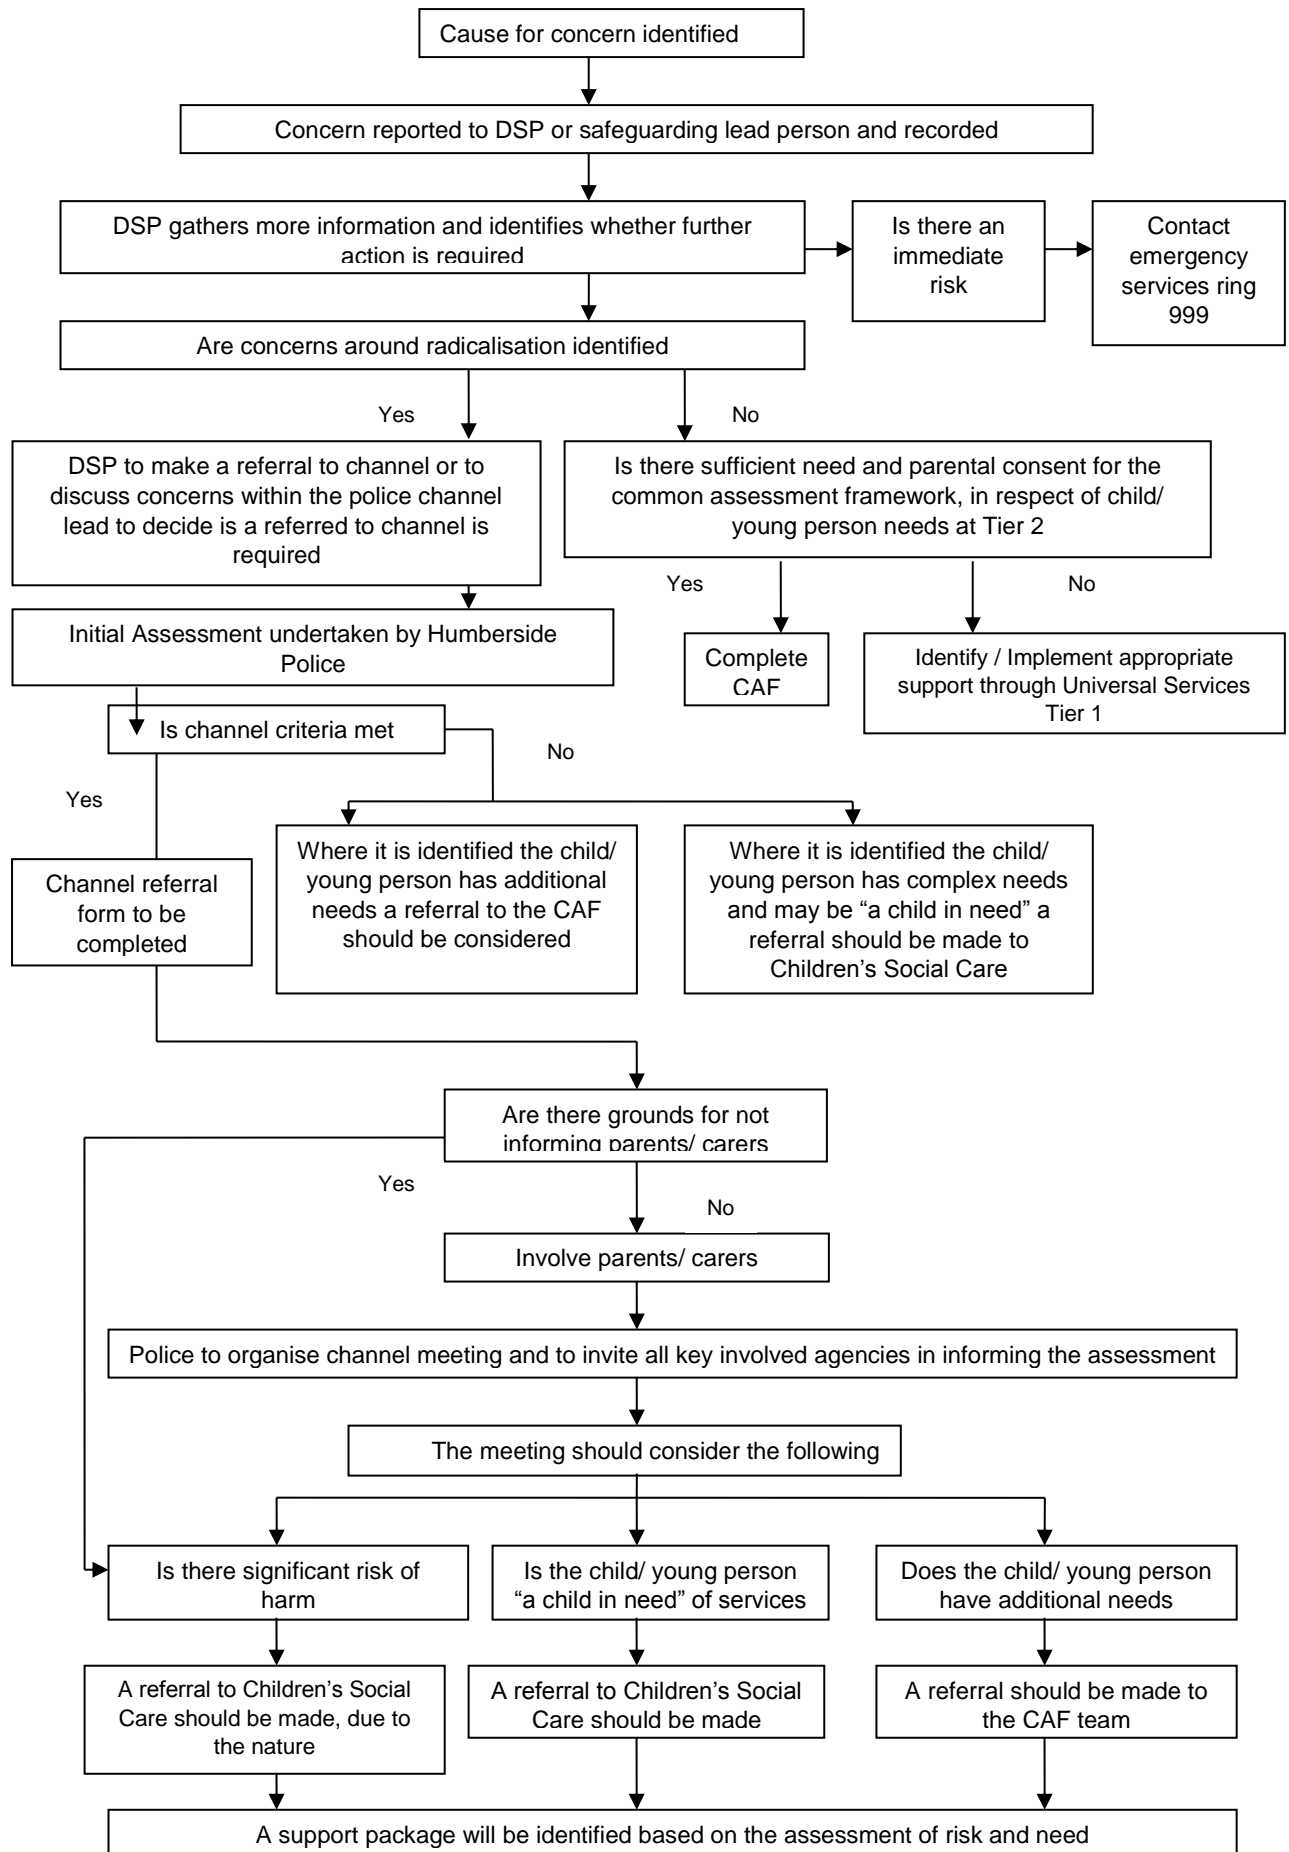 Cause for concern identified
Concern reported to DSP or safeguarding lead person and recorded
DSP gathers more information and identifies whether further
action is required
Is there an
immediate
risk
Contact
emergency
services ring
999
Are concerns around radicalisation identified
Yes
No
DSP to make a referral to channel or to
discuss concerns within the police channel
lead to decide is a referred to channel is
required
Is there sufficient need and parental consent for the
common assessment framework, in respect of child/
young person needs at Tier 2
Yes
No
Initial Assessment undertaken by Humberside
Police
Complete
CAF
Identify / Implement appropriate
support through Universal Services
Tier 1
Is channel criteria met
No
Yes
Channel referral
form to be
completed
Where it is identified the child/
young person has additional
needs a referral to the CAF
should be considered
Where it is identified the child/
young person has complex needs
and may be “a child in need” a
referral should be made to
Children’s Social Care
Are there grounds for not
informing parents/ carers
Yes
No
Involve parents/ carers
Police to organise channel meeting and to invite all key involved agencies in informing the assessment
The meeting should consider the following
Is there significant risk of
harm
Is the child/ young person
“a child in need” of services
Does the child/ young person
have additional needs
A referral to Children’s Social
Care should be made, due to
the nature
A referral to Children’s Social
Care should be made
A referral should be made to
the CAF team
A support package will be identified based on the assessment of risk and need